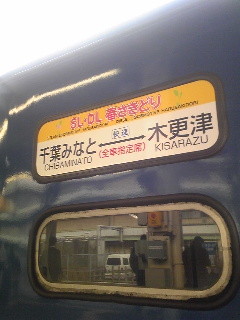 SL・DL 春さきどり
快速
千葉みなと 木更津
CHIBAMINATO (全車指定席) KISARAZU